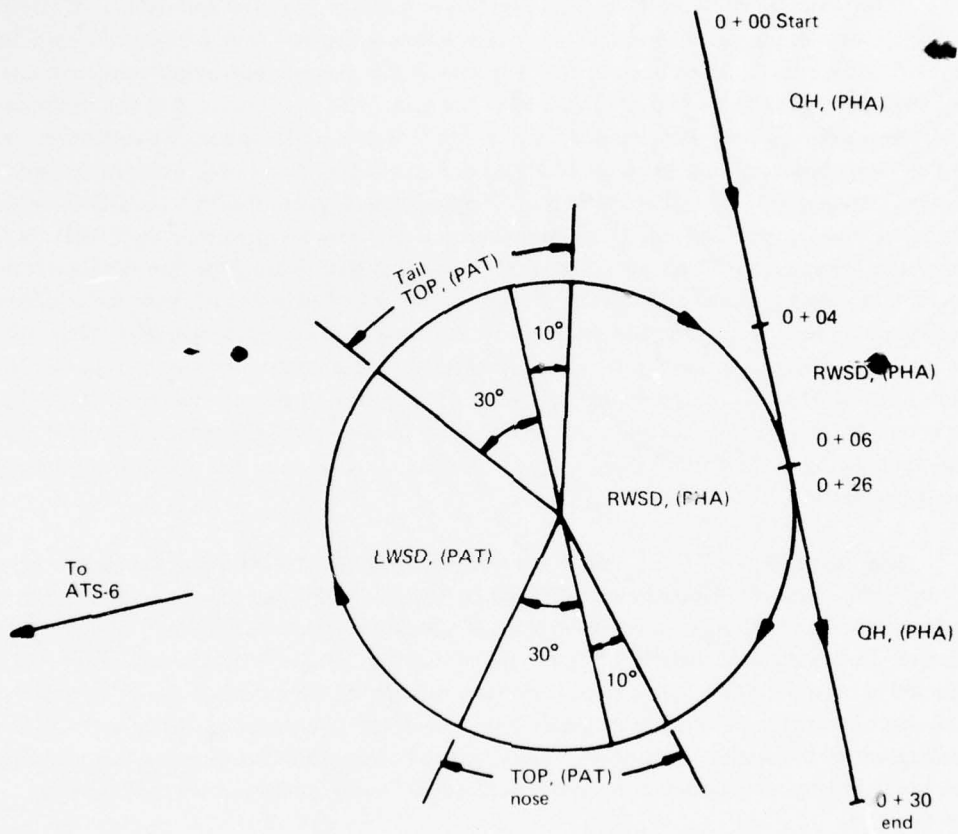 0 + 00 Start
QH, (PHA)
Tail
TOP, (PAT)
10°
0 + 04
30°
RWSD, (PHA)
0 + 06
0 + 26
RWSD, (PHA)
LWSD, (PAT)
To
ATS-6
30°
10°
QH, (PHA)
TOP, (PAT)
nose
0 + 30
end